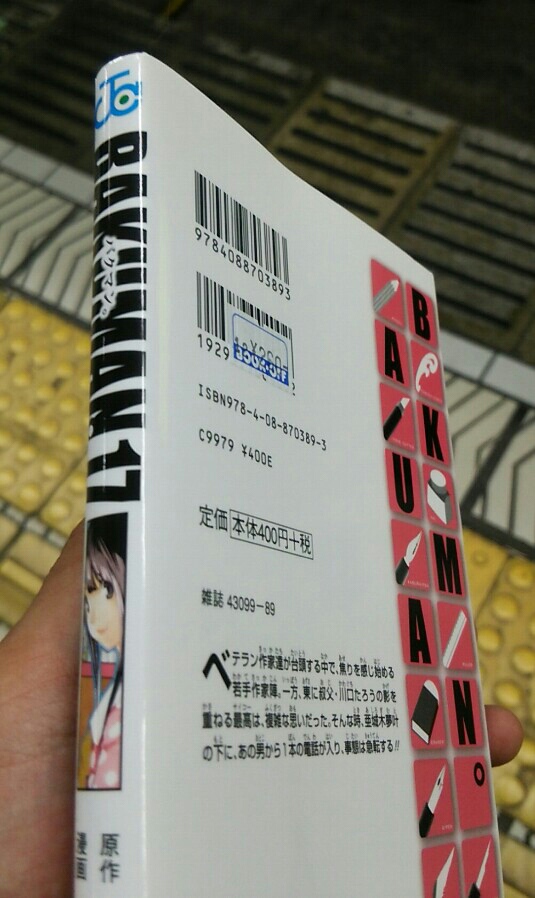 JC
BAKUMAN 17
バクマン。
原作
漫画
9784088703893
1929
BOOK・OFF
ISBN978-4-08-870389-3
C9979 ¥400E
定価 本体400円+税
雑誌 43099-89
ベテラン作家達が台頭する中で、焦りを感じ始める
若手作家陣。一方、東に叔父・川口たろうの影を
重ねる最高は、複雑な思いだった。そんな時、亜城木夢叶
の下に、あの男から1本の電話が入り、事態は急転する!!
BAKUMAN。